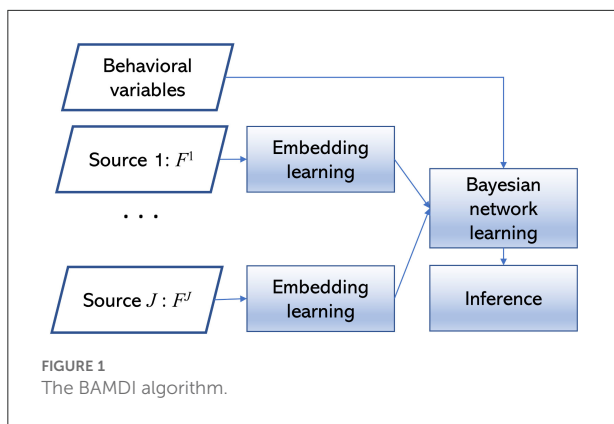 Behavioral
variables
Source 1: F¹
Embedding
learning
Bayesian
network
learning
. . .
Source J : Fᴶ
Embedding
learning
Inference
FIGURE 1
The BAMDI algorithm.